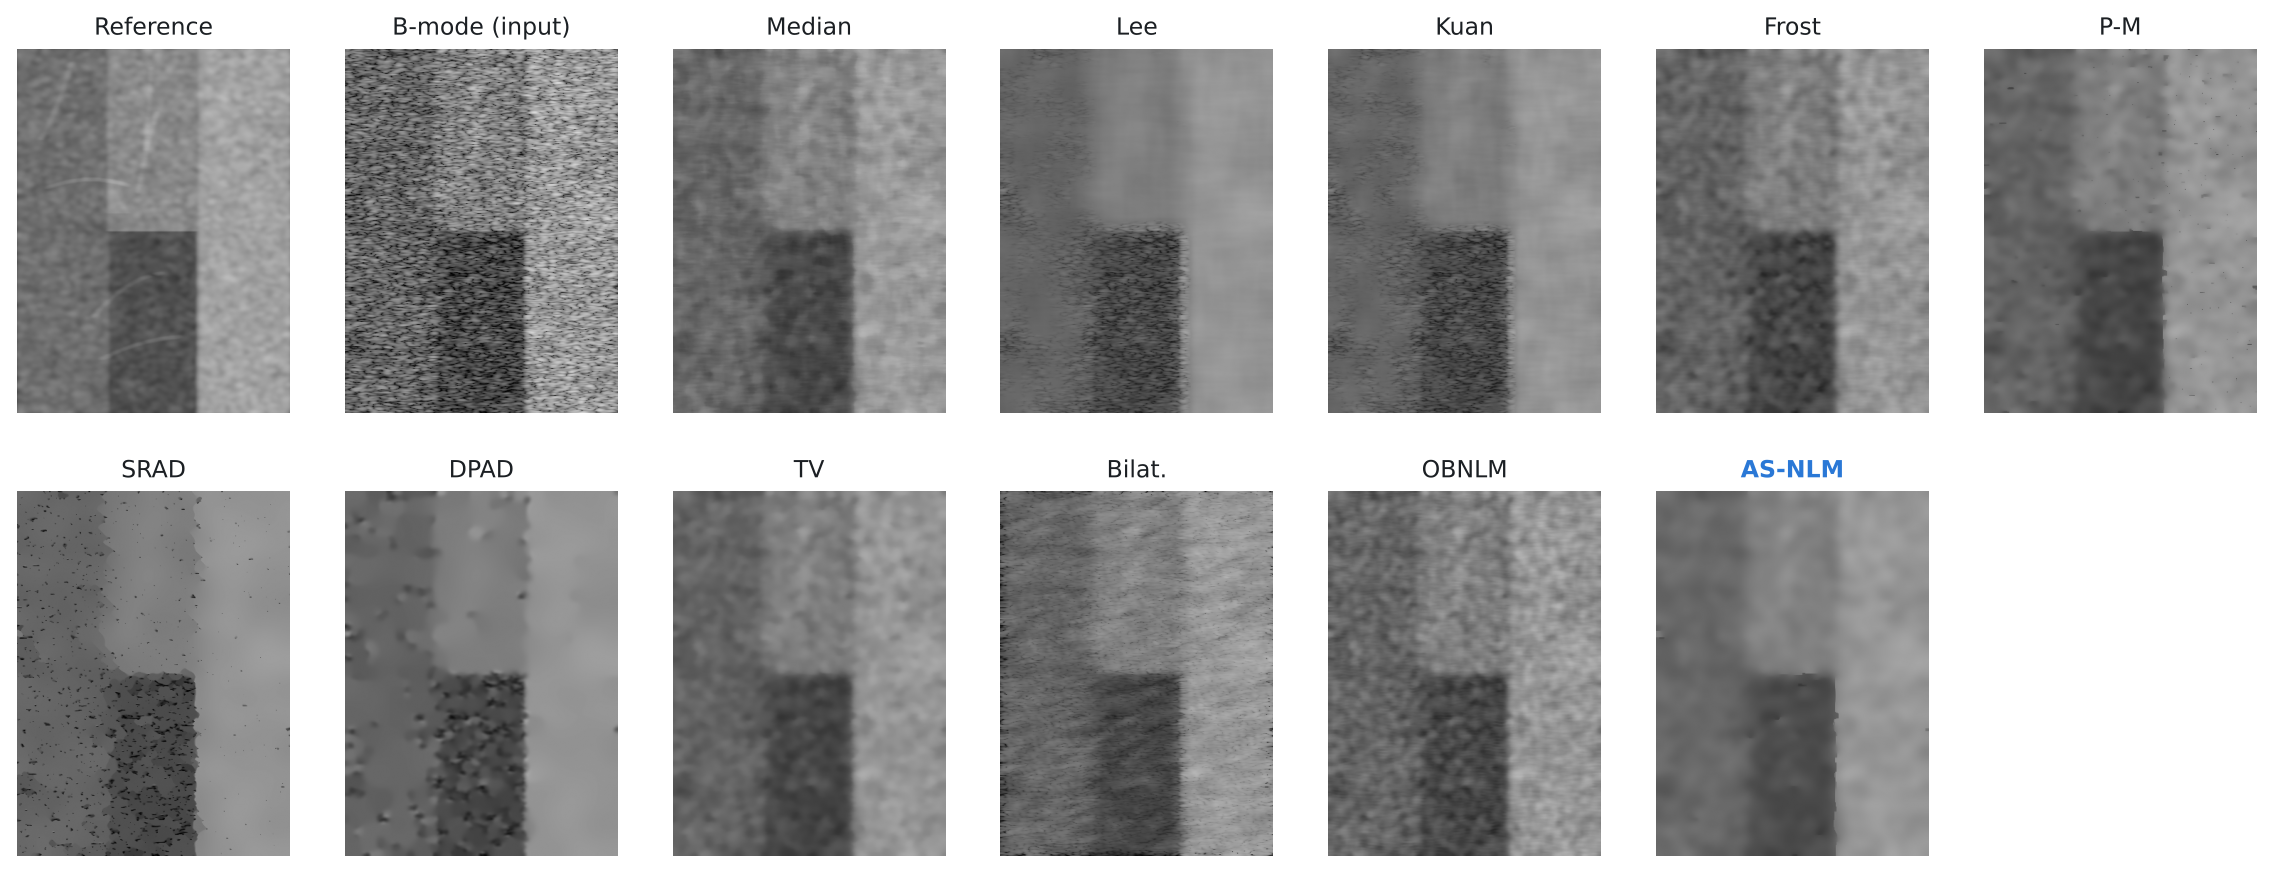 Reference
B-mode (input)
Median
Lee
Kuan
Frost
P-M
SRAD
DPAD
TV
Bilat.
OBNLM
AS-NLM